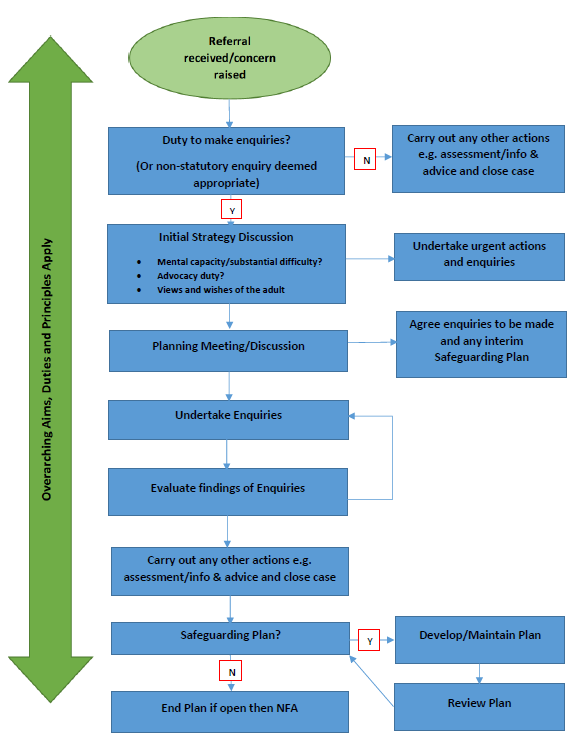 Referral
received/concern
raised
Duty to make enquiries?
(Or non-statutory enquiry deemed
appropriate)
N
Carry out any other actions
e.g. assessment/info &
advice and close case
Y
Initial Strategy Discussion
• Mental capacity/substantial difficulty?
• Advocacy duty?
• Views and wishes of the adult
Undertake urgent actions
and enquiries
Planning Meeting/Discussion
Agree enquiries to be made
and any interim
Safeguarding Plan
Undertake Enquiries
Evaluate findings of Enquiries
Carry out any other actions e.g.
assessment/info & advice and close case
Safeguarding Plan?
Y
Develop/Maintain Plan
N
Review Plan
End Plan if open then NFA
Overarching Aims, Duties and Principles Apply